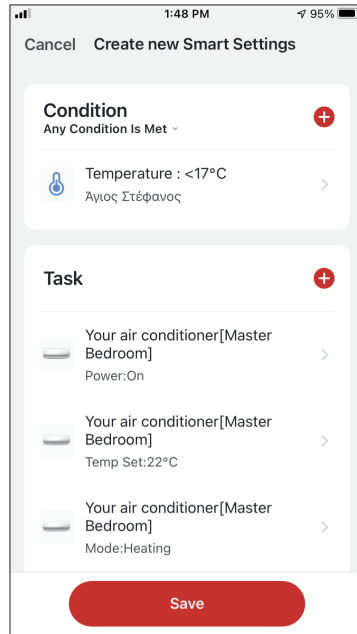 1:48 PM
95%
Cancel
Create new Smart Settings
Condition
Any Condition Is Met
Temperature : <17°C
Άγιος Στέφανος
Task
Your air conditioner[Master
Bedroom]
Power:On
Your air conditioner[Master
Bedroom]
Temp Set:22°C
Your air conditioner[Master
Bedroom]
Mode:Heating
Save